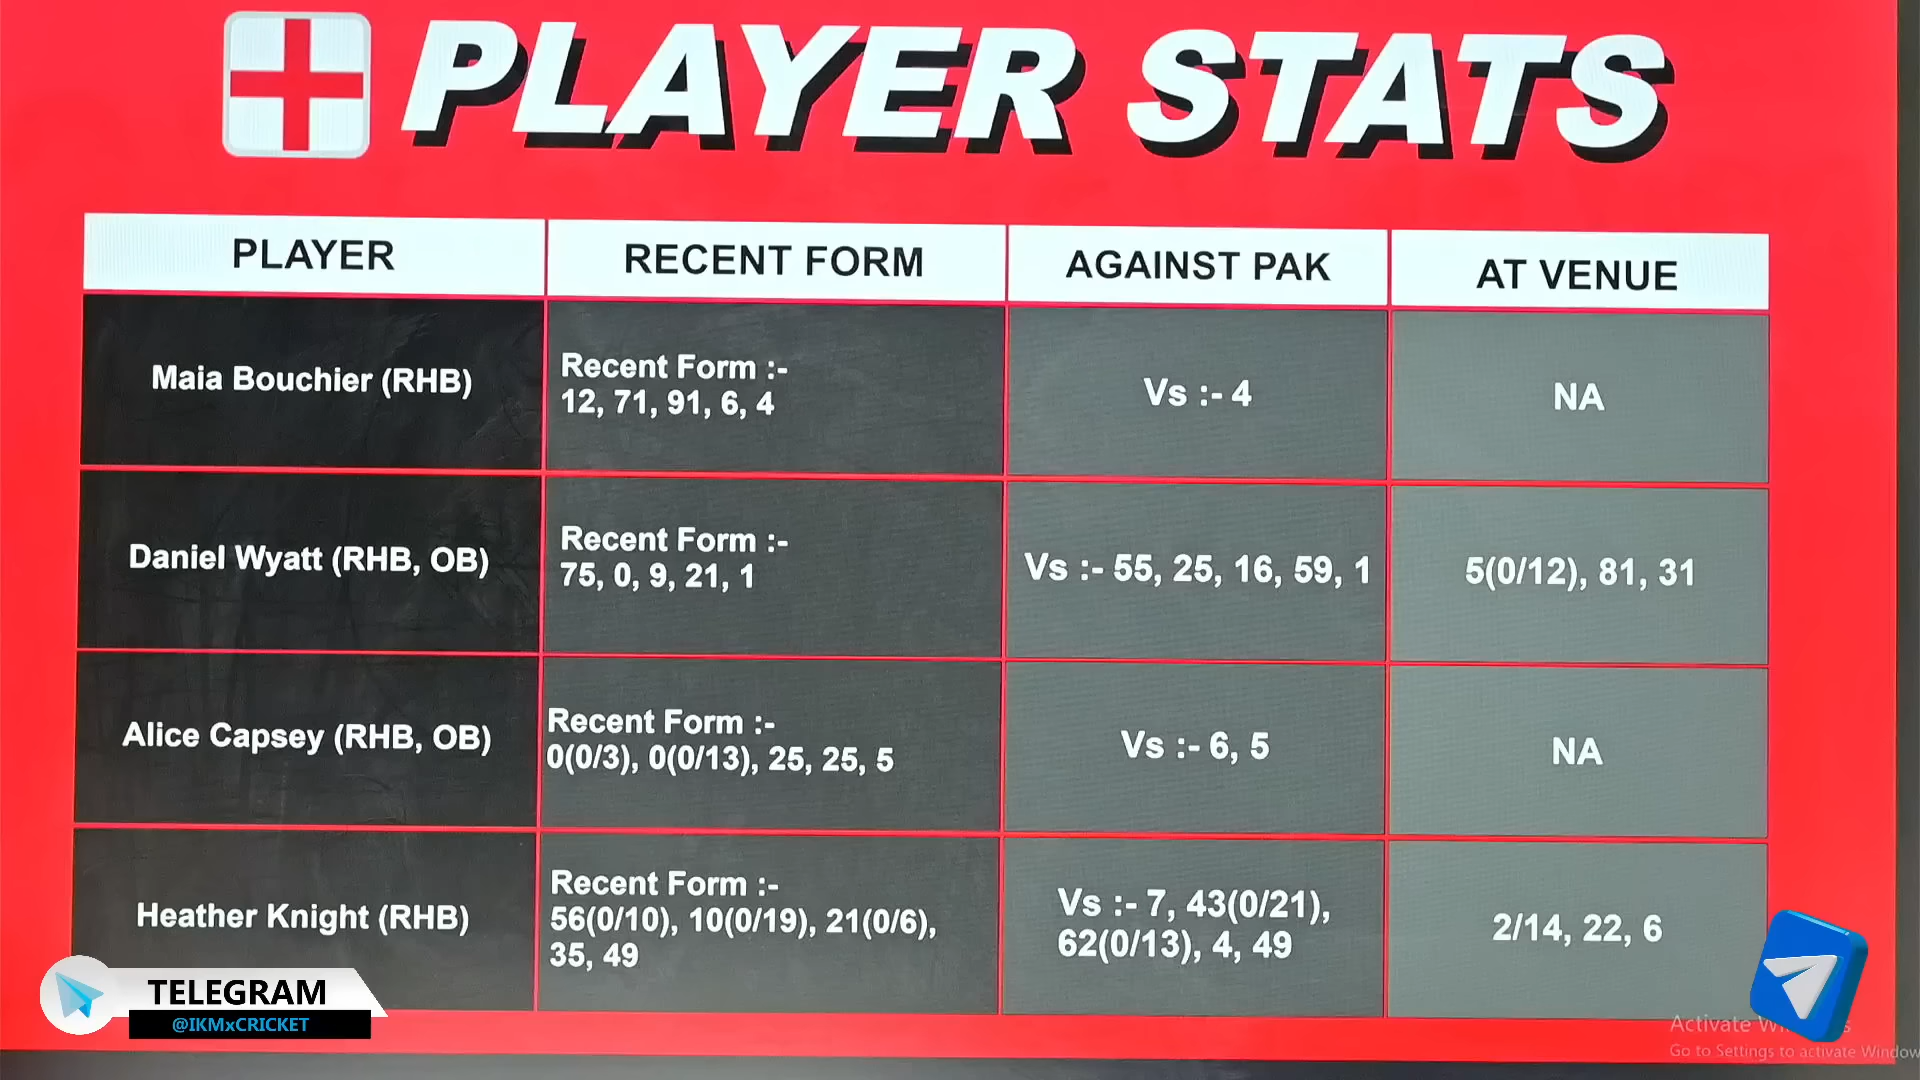 PLAYER STATS
PLAYER
RECENT FORM
AGAINST PAK
AT VENUE
Maia Bouchier (RHB)
Recent Form :-
12, 71, 91, 6, 4
Vs :- 4
NA
Daniel Wyatt (RHB, OB)
Recent Form :-
75, 0, 9, 21, 1
Vs :- 55, 25, 16, 59, 1
5(0/12), 81, 31
Alice Capsey (RHB, OB)
Recent Form :-
0(0/3), 0(0/13), 25, 25, 5
Vs :- 6, 5
NA
Heather Knight (RHB)
Recent Form :-
56(0/10), 10(0/19), 21(0/6),
35, 49
Vs :- 7, 43(0/21),
62(0/13), 4, 49
2/14, 22, 6
TELEGRAM
@IKMxCRICKET
Activate
Go to Settings to activate Window